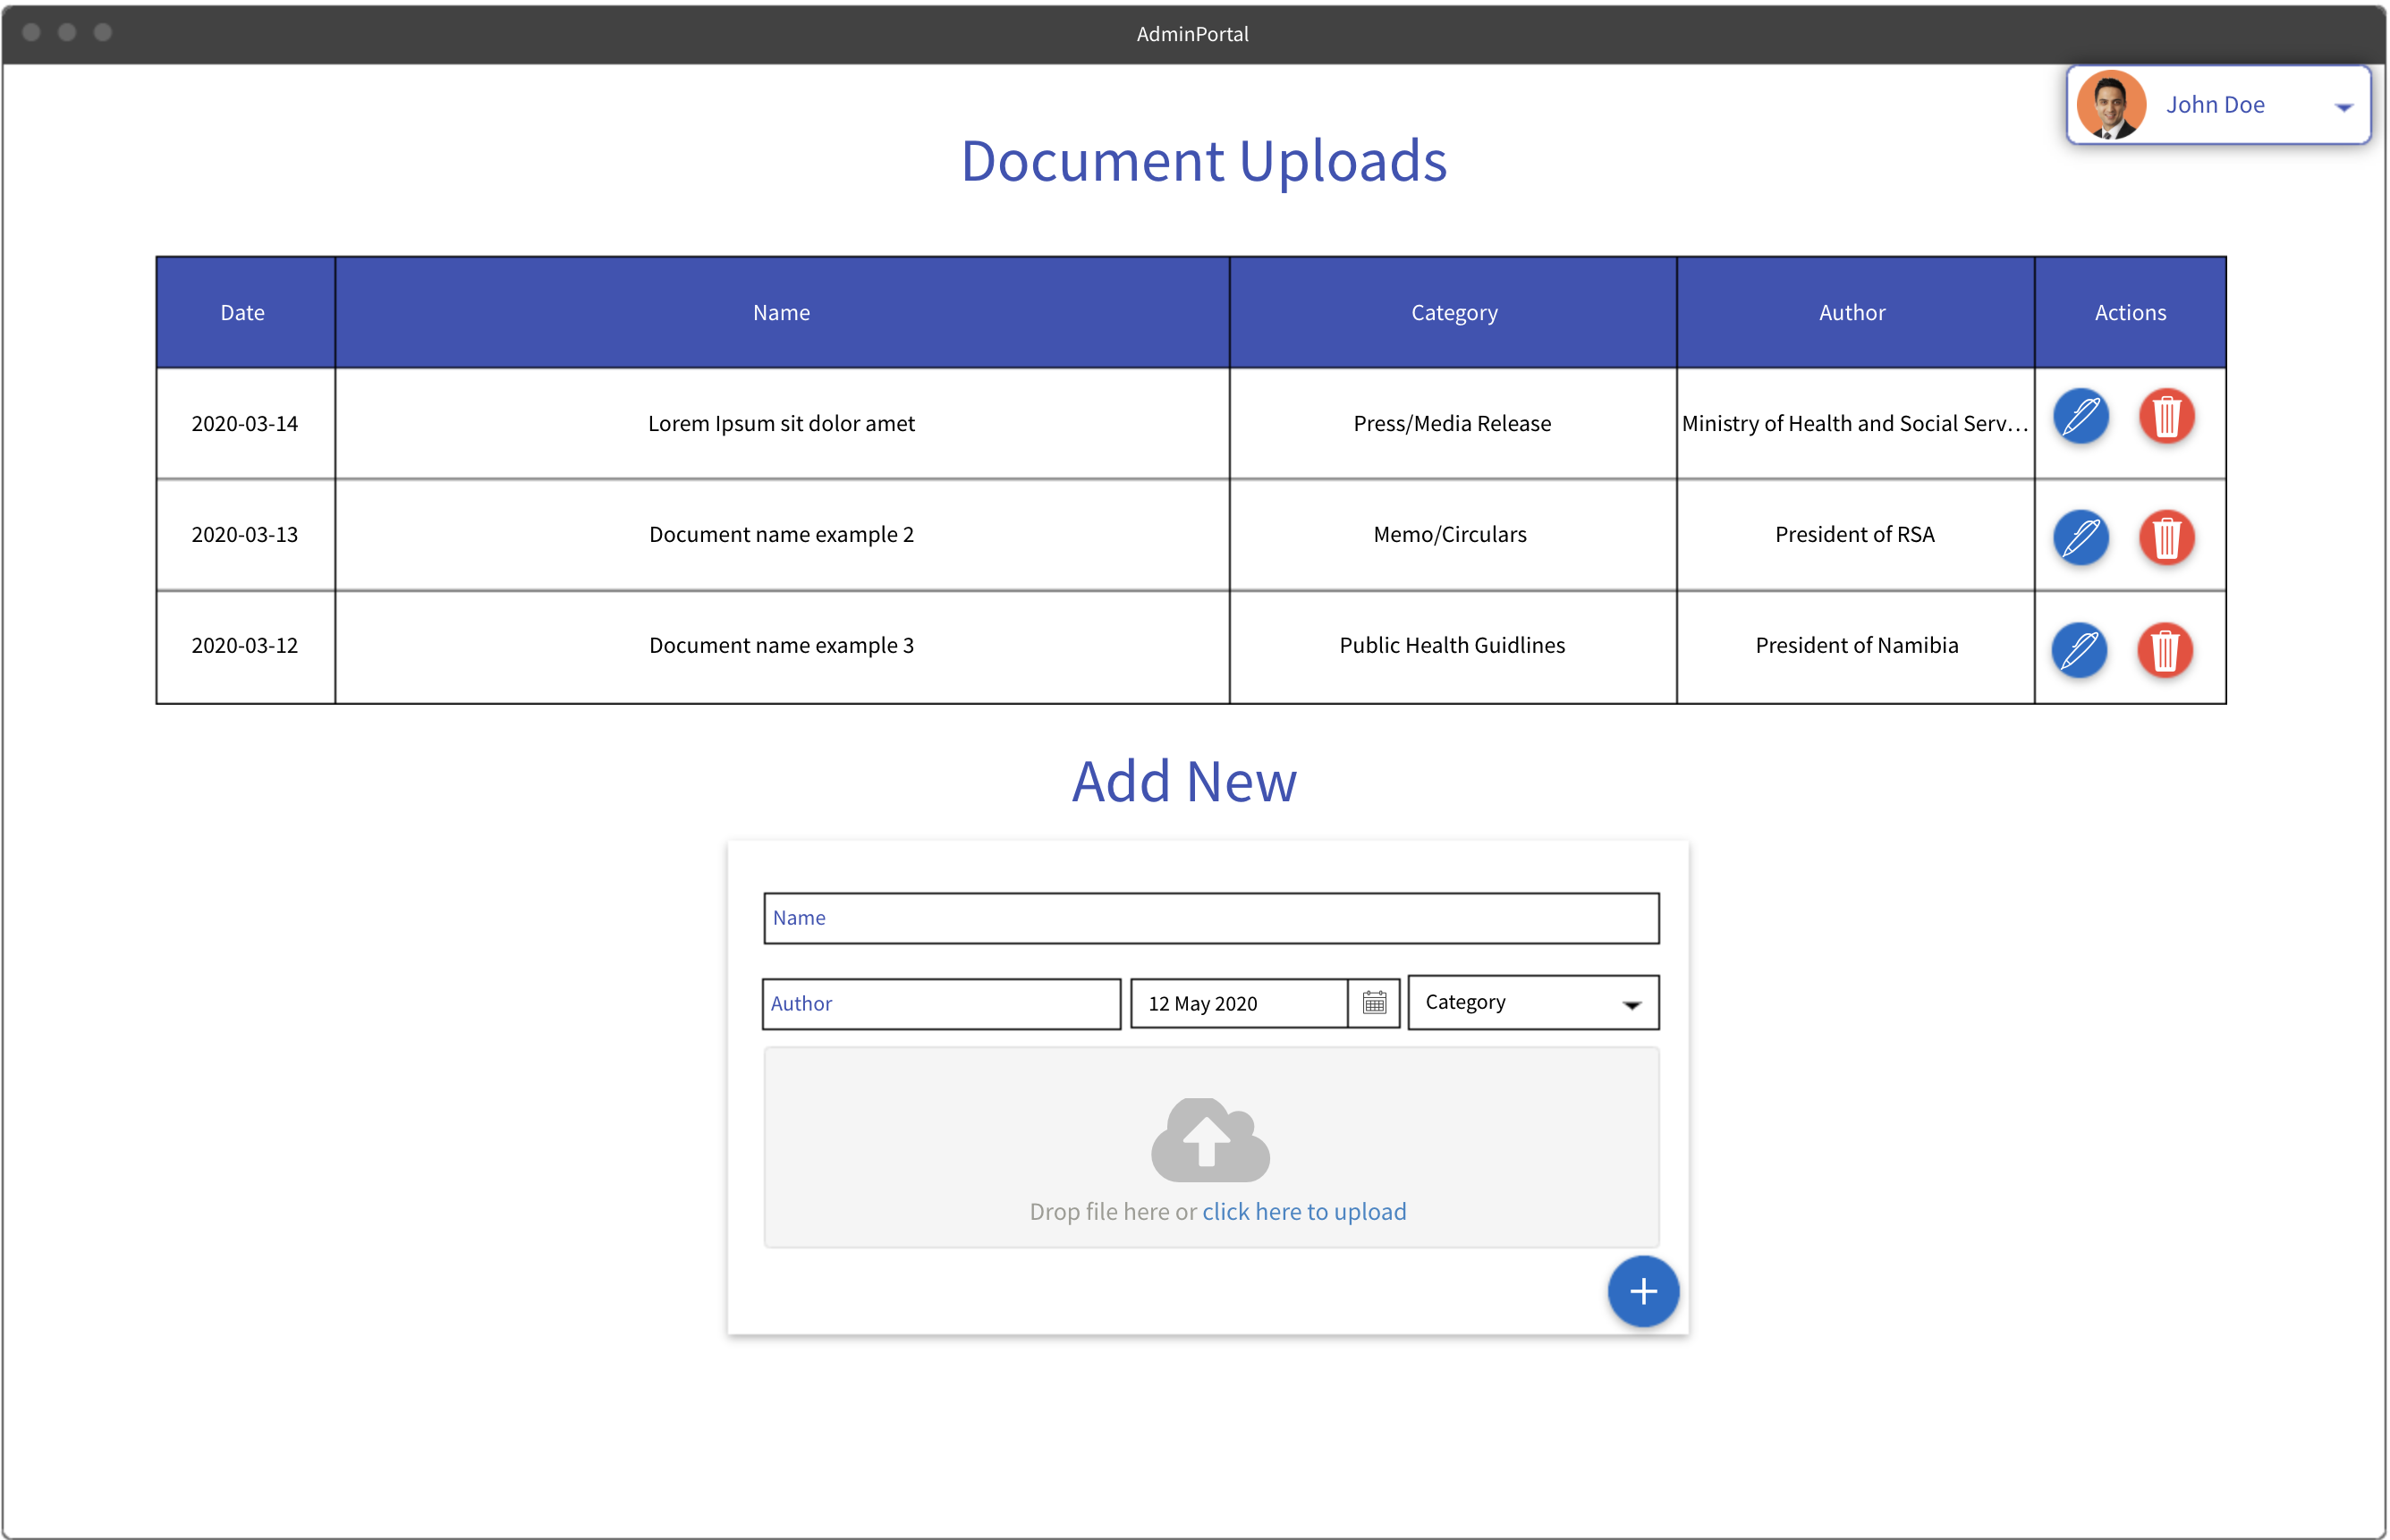 AdminPortal
John Doe
Document Uploads
Date Name Category Author Actions
2020-03-14 Lorem Ipsum sit dolor amet Press/Media Release Ministry of Health and Social Serv...
2020-03-13 Document name example 2 Memo/Circulars President of RSA
2020-03-12 Document name example 3 Public Health Guidlines President of Namibia
Add New
Name
Author 12 May 2020 Category
Drop file here or click here to upload